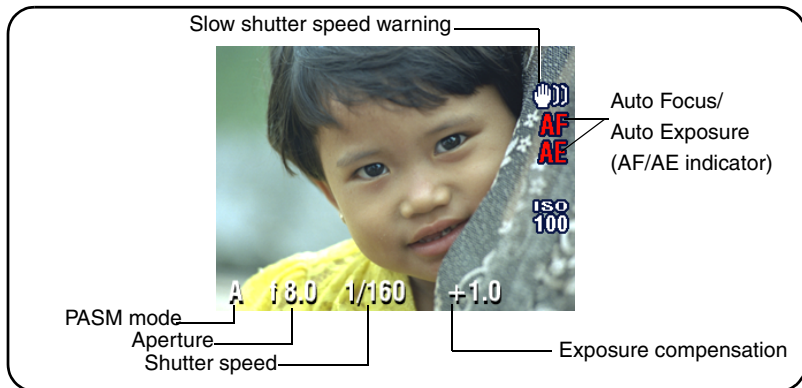 Slow shutter speed warning
AF
AE
Auto Focus/
Auto Exposure
(AF/AE indicator)
ISO
100
A f 8.0 1/160 +1.0
PASM mode
Aperture
Shutter speed
Exposure compensation